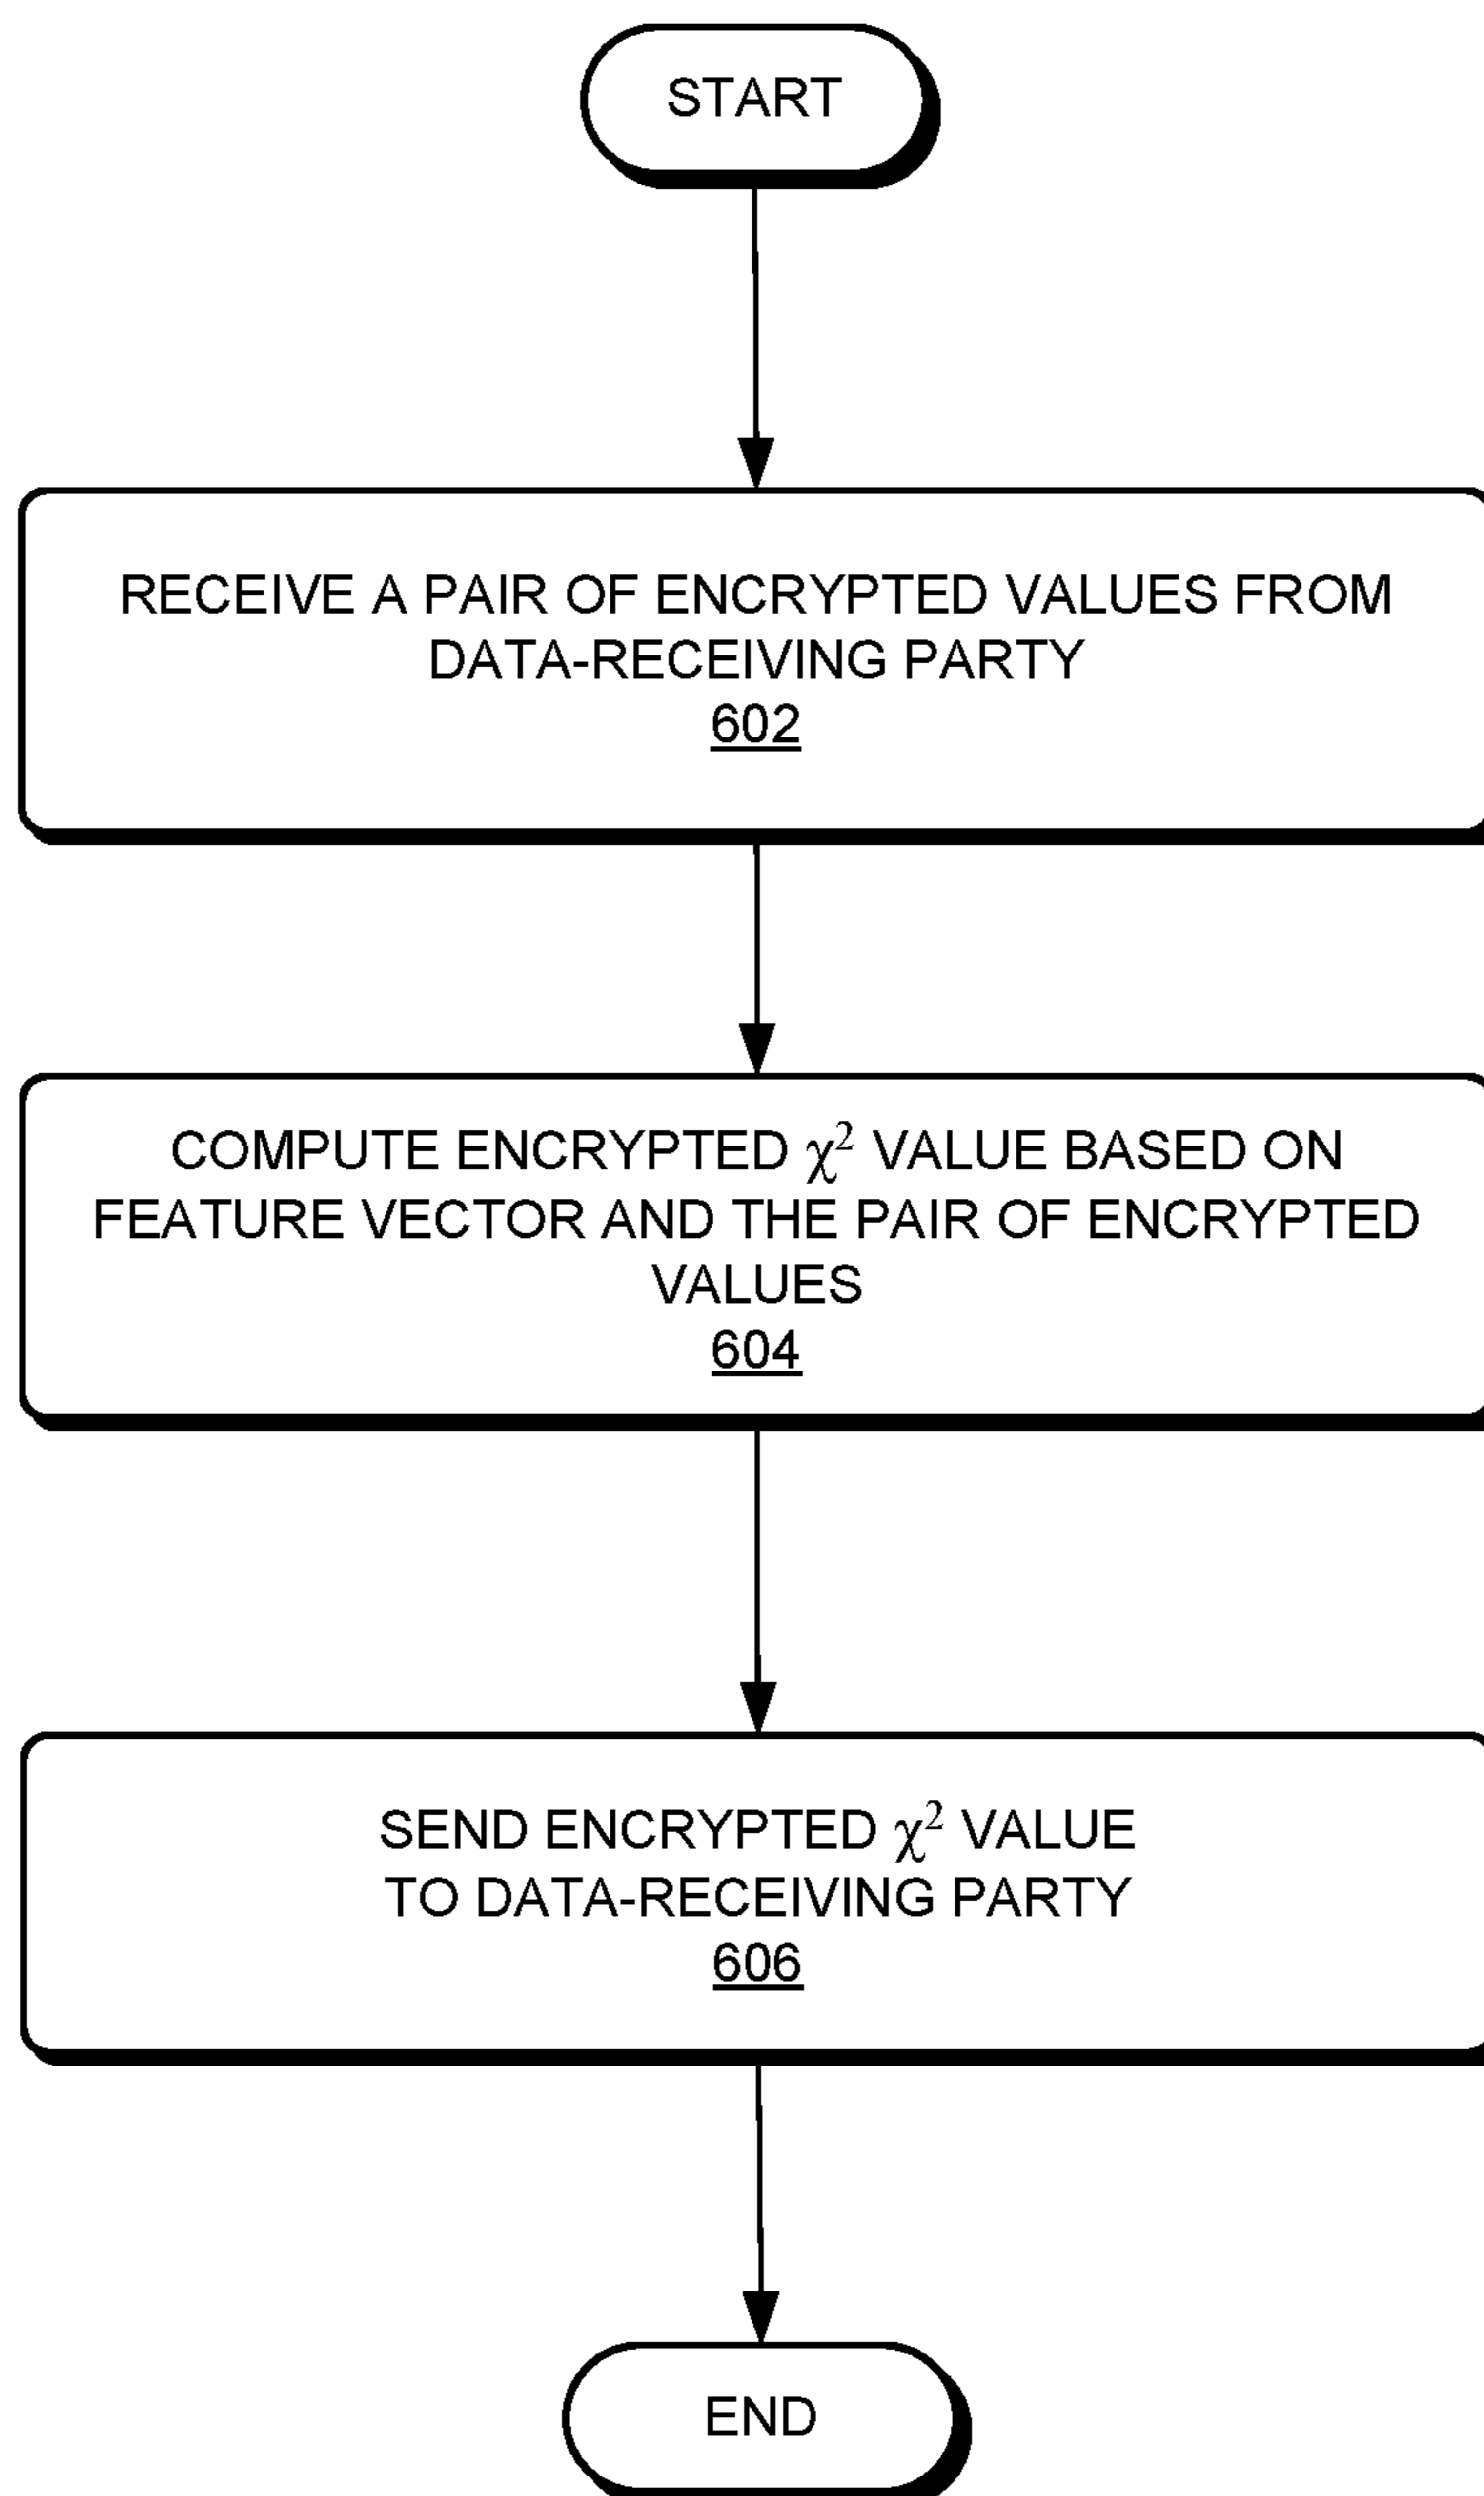 START
RECEIVE A PAIR OF ENCRYPTED VALUES FROM
DATA-RECEIVING PARTY
602
COMPUTE ENCRYPTED χ² VALUE BASED ON
FEATURE VECTOR AND THE PAIR OF ENCRYPTED
VALUES
604
SEND ENCRYPTED χ² VALUE
TO DATA-RECEIVING PARTY
606
END